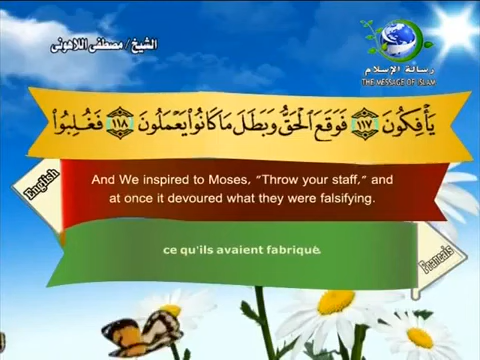 الشيخ / مصطفى اللاهونى
رسالة الإسلام
THE MESSAGE OF ISLAM
يَأْفِكُونَ ١١٧ فَوَقَعَ الْحَقُّ وَبَطَلَ مَا كَانُوا يَعْمَلُونَ ١١٨ فَغُلِبُوا
English
And We inspired to Moses, "Throw your staff," and
at once it devoured what they were falsifying.
ce qu'ils avaient fabriqué.
Francais